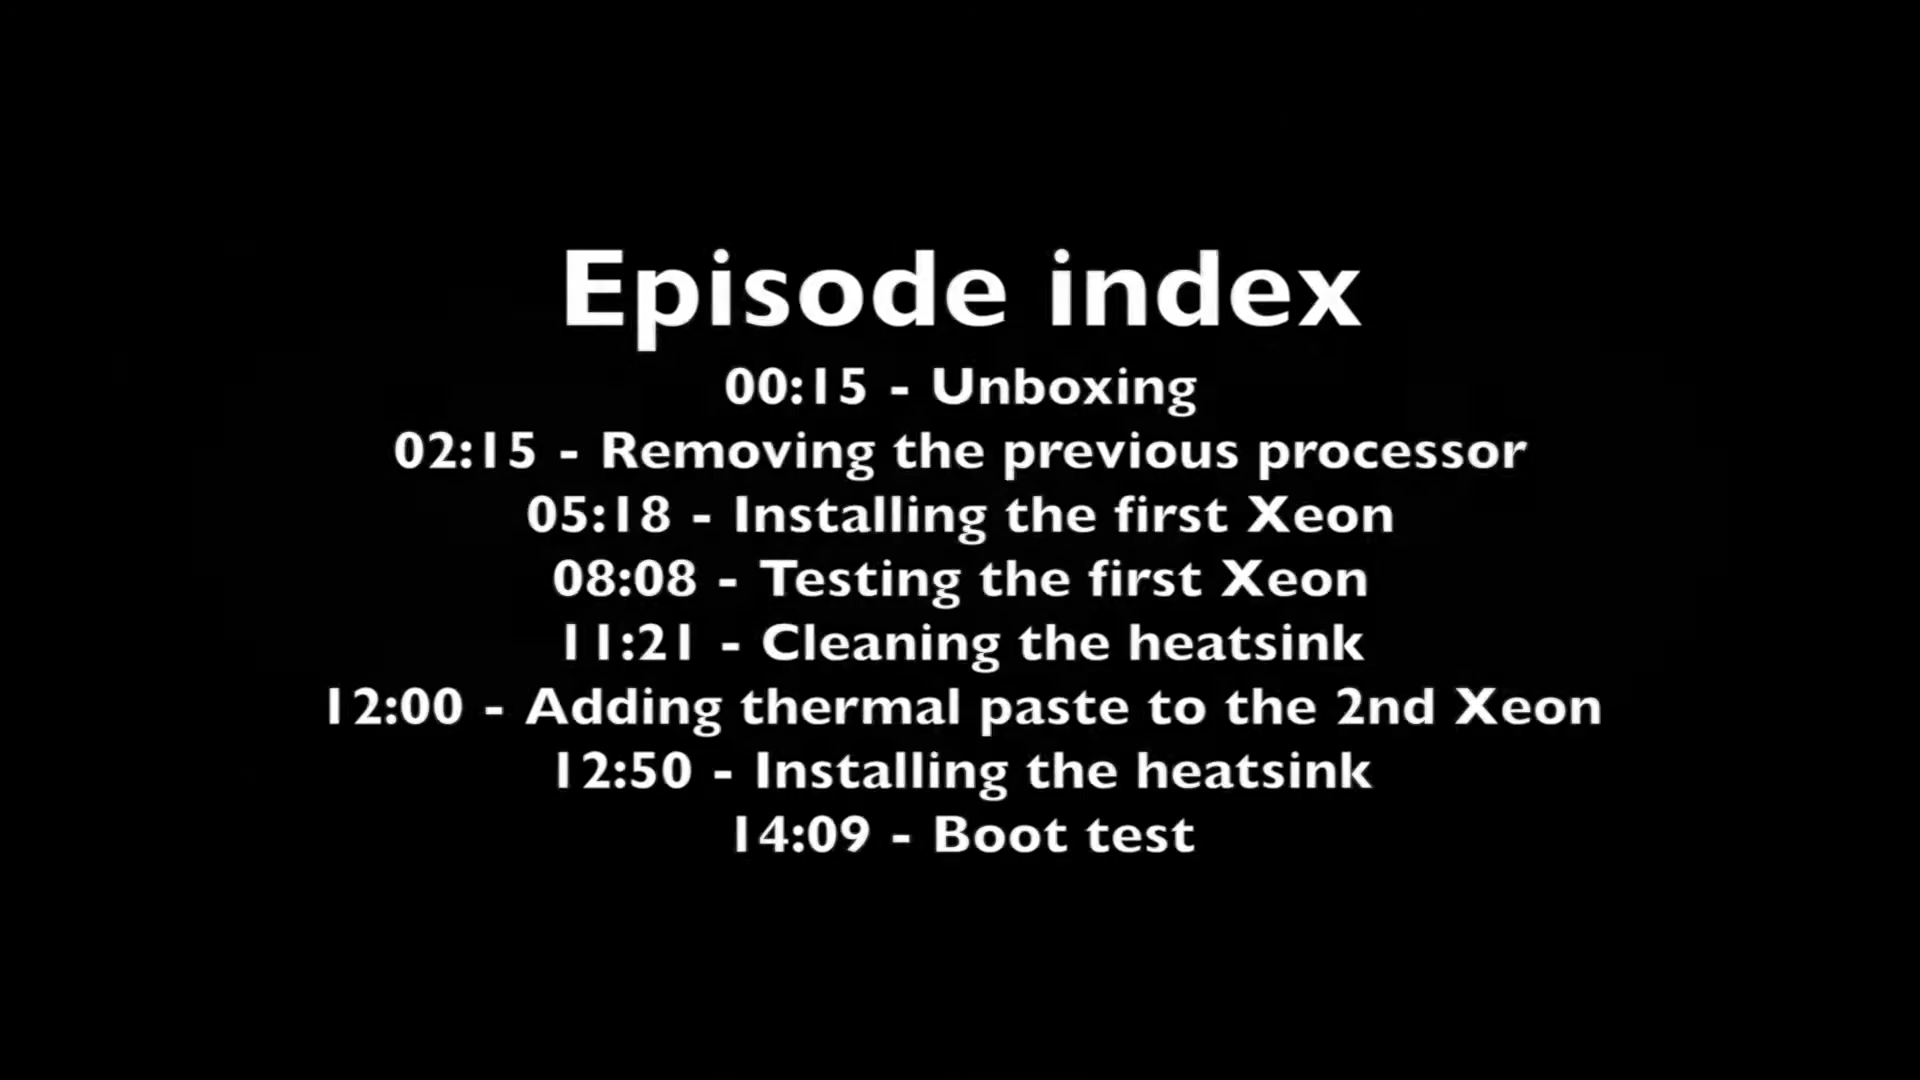 Episode index
00:15 - Unboxing
02:15 - Removing the previous processor
05:18 - Installing the first Xeon
08:08 - Testing the first Xeon
11:21 - Cleaning the heatsink
12:00 - Adding thermal paste to the 2nd Xeon
12:50 - Installing the heatsink
14:09 - Boot test